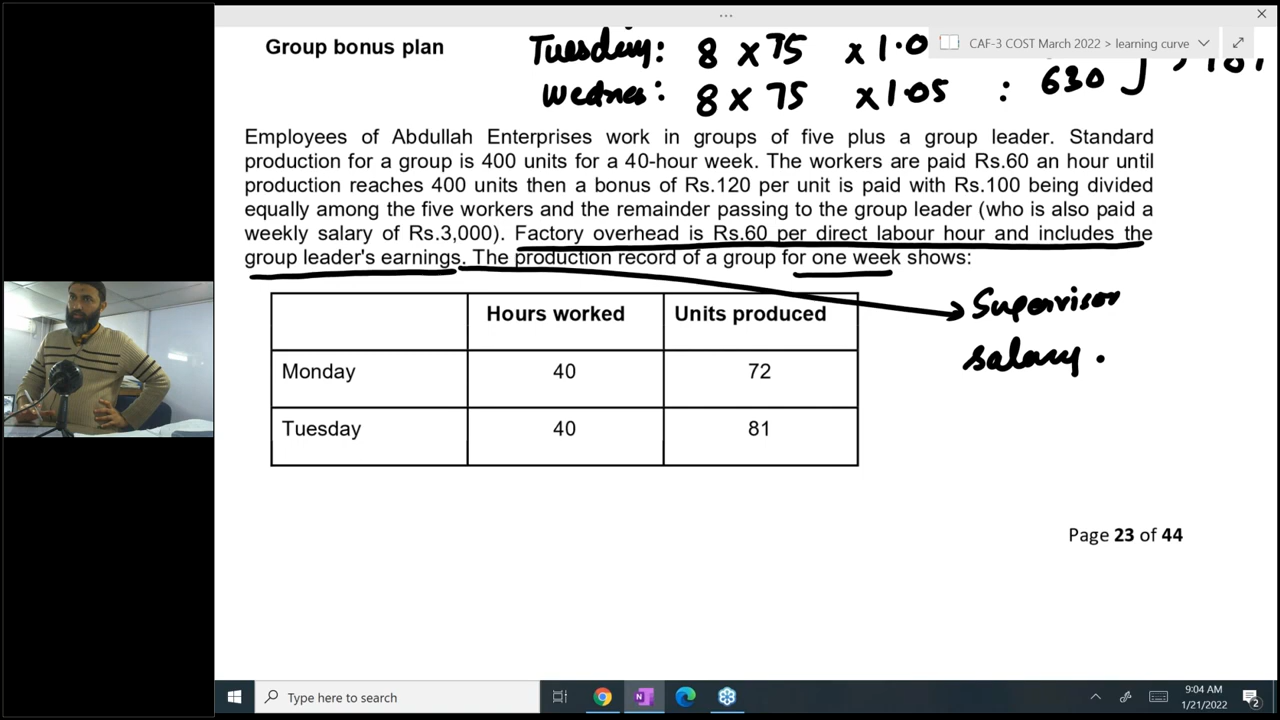 CAF-3 COST March 2022 > learning curve
Group bonus plan
Tuesday: 8 x 75 x 1.0
Wednes: 8 x 75 x 1.05 : 630
Employees of Abdullah Enterprises work in groups of five plus a group leader. Standard
production for a group is 400 units for a 40-hour week. The workers are paid Rs.60 an hour until
production reaches 400 units then a bonus of Rs.120 per unit is paid with Rs.100 being divided
equally among the five workers and the remainder passing to the group leader (who is also paid a
weekly salary of Rs.3,000). Factory overhead is Rs.60 per direct labour hour and includes the
group leader's earnings. The production record of a group for one week shows:
Supervisor
salary.
Hours worked Units produced
Monday 40 72
Tuesday 40 81
Page 23 of 44
Type here to search
9:04 AM
1/21/2022
2